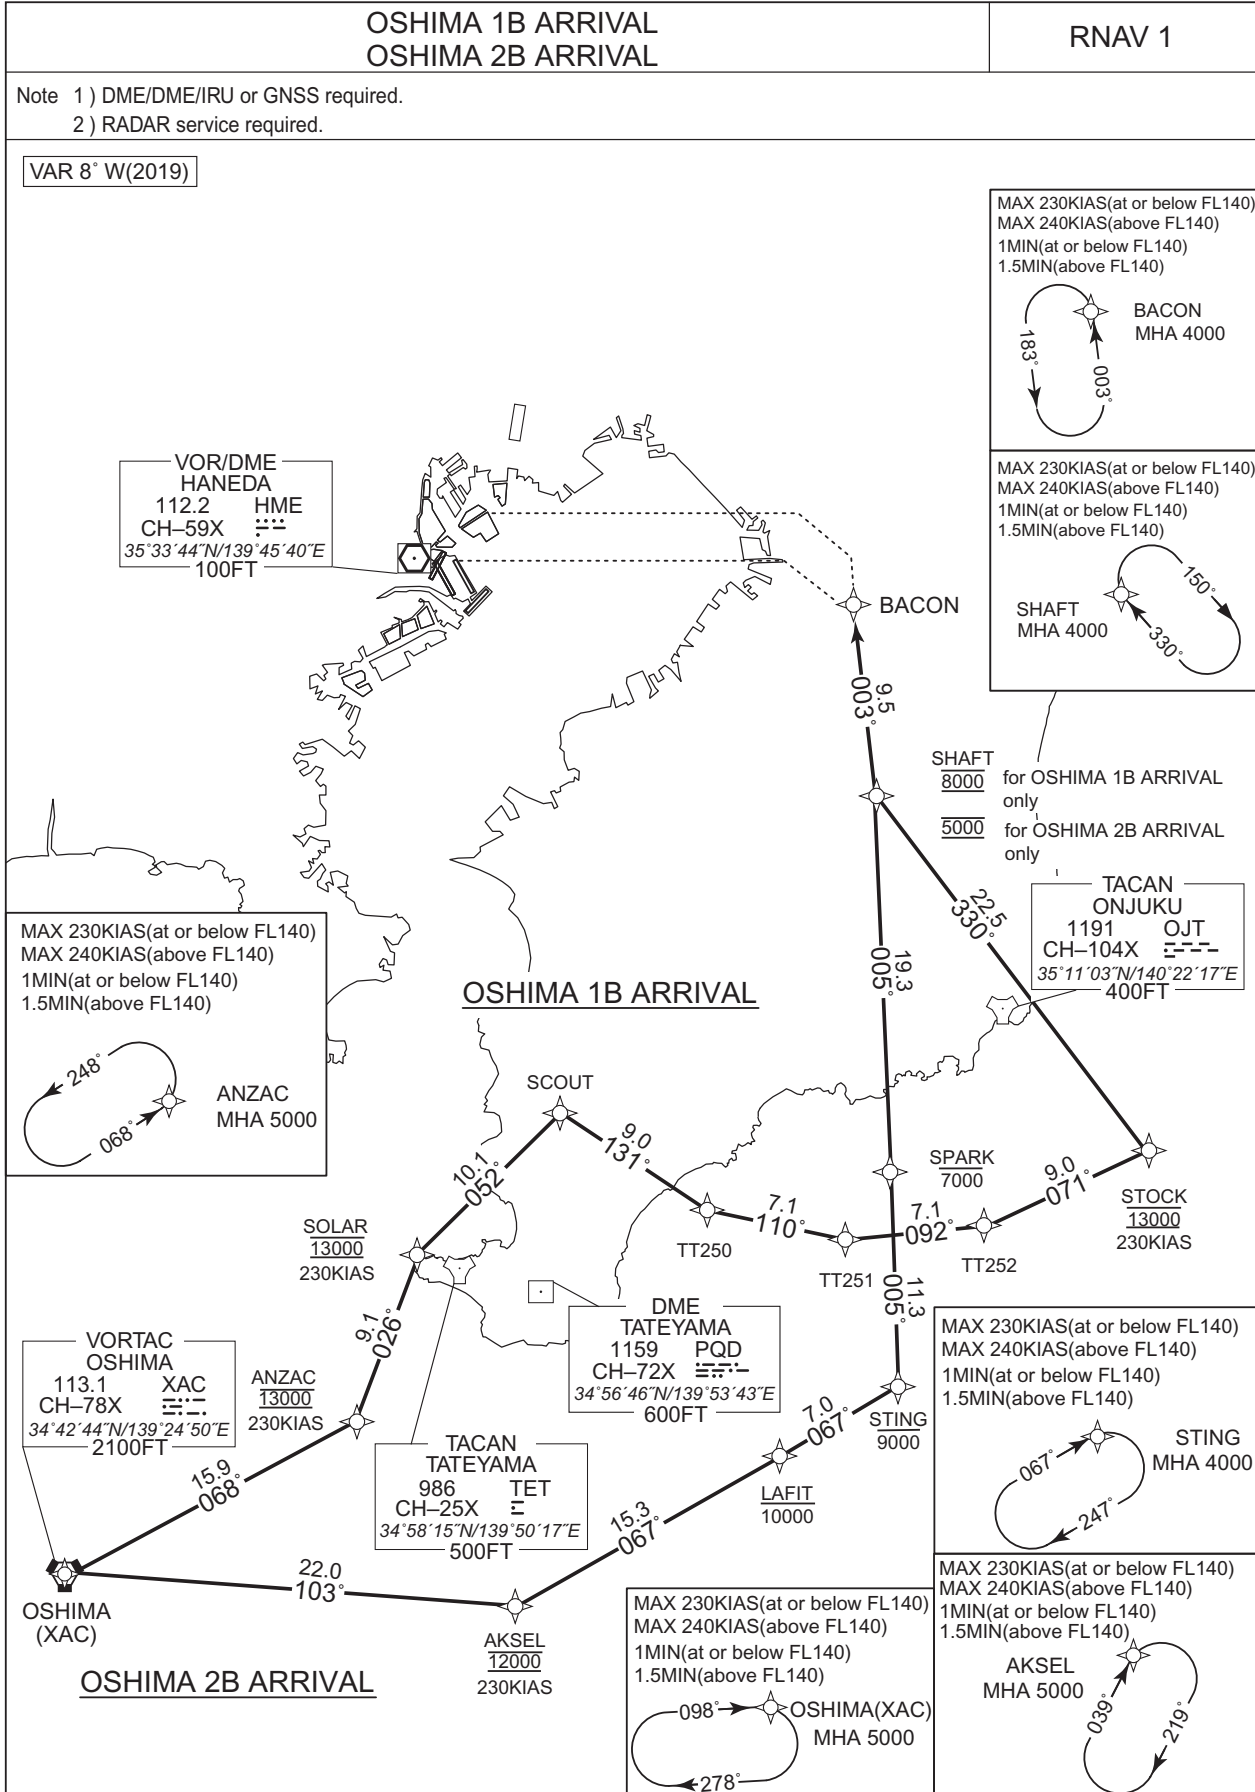 OSHIMA 1B ARRIVAL
OSHIMA 2B ARRIVAL
RNAV 1
Note 1 ) DME/DME/IRU or GNSS required.
2 ) RADAR service required.
VAR 8° W(2019)
MAX 230KIAS(at or below FL140)
MAX 240KIAS(above FL140)
1MIN(at or below FL140)
1.5MIN(above FL140)
BACON
MHA 4000
183°
003°
MAX 230KIAS(at or below FL140)
MAX 240KIAS(above FL140)
1MIN(at or below FL140)
1.5MIN(above FL140)
SHAFT
MHA 4000
150°
330°
VOR/DME
HANEDA
112.2 HME
CH–59X
35°33´44˝N/139°45´40˝E
100FT
BACON
9.5
003°
SHAFT
8000 for OSHIMA 1B ARRIVAL
only
5000 for OSHIMA 2B ARRIVAL
only
TACAN
ONJUKU
1191 OJT
CH–104X
35°11´03˝N/140°22´17˝E
400FT
22.5
330°
19.3
005°
MAX 230KIAS(at or below FL140)
MAX 240KIAS(above FL140)
1MIN(at or below FL140)
1.5MIN(above FL140)
248°
068°
ANZAC
MHA 5000
OSHIMA 1B ARRIVAL
SCOUT
9.0
131°
10.1
052°
SPARK
7000
9.0
071°
STOCK
13000
230KIAS
7.1
110°
7.1
092°
TT250
TT251
TT252
SOLAR
13000
230KIAS
11.3
005°
9.1
026°
DME
TATEYAMA
1159 PQD
CH–72X
34°56´46˝N/139°53´43˝E
600FT
VORTAC
OSHIMA
113.1 XAC
CH–78X
34°42´44˝N/139°24´50˝E
2100FT
ANZAC
13000
230KIAS
STING
9000
7.0
067°
LAFIT
10000
TACAN
TATEYAMA
986 TET
CH–25X
34°58´15˝N/139°50´17˝E
500FT
15.9
068°
15.3
067°
22.0
103°
OSHIMA
(XAC)
AKSEL
12000
230KIAS
OSHIMA 2B ARRIVAL
MAX 230KIAS(at or below FL140)
MAX 240KIAS(above FL140)
1MIN(at or below FL140)
1.5MIN(above FL140)
STING
MHA 4000
067°
247°
MAX 230KIAS(at or below FL140)
MAX 240KIAS(above FL140)
1MIN(at or below FL140)
1.5MIN(above FL140)
098°
278°
OSHIMA(XAC)
MHA 5000
MAX 230KIAS(at or below FL140)
MAX 240KIAS(above FL140)
1MIN(at or below FL140)
1.5MIN(above FL140)
AKSEL
MHA 5000
039°
219°